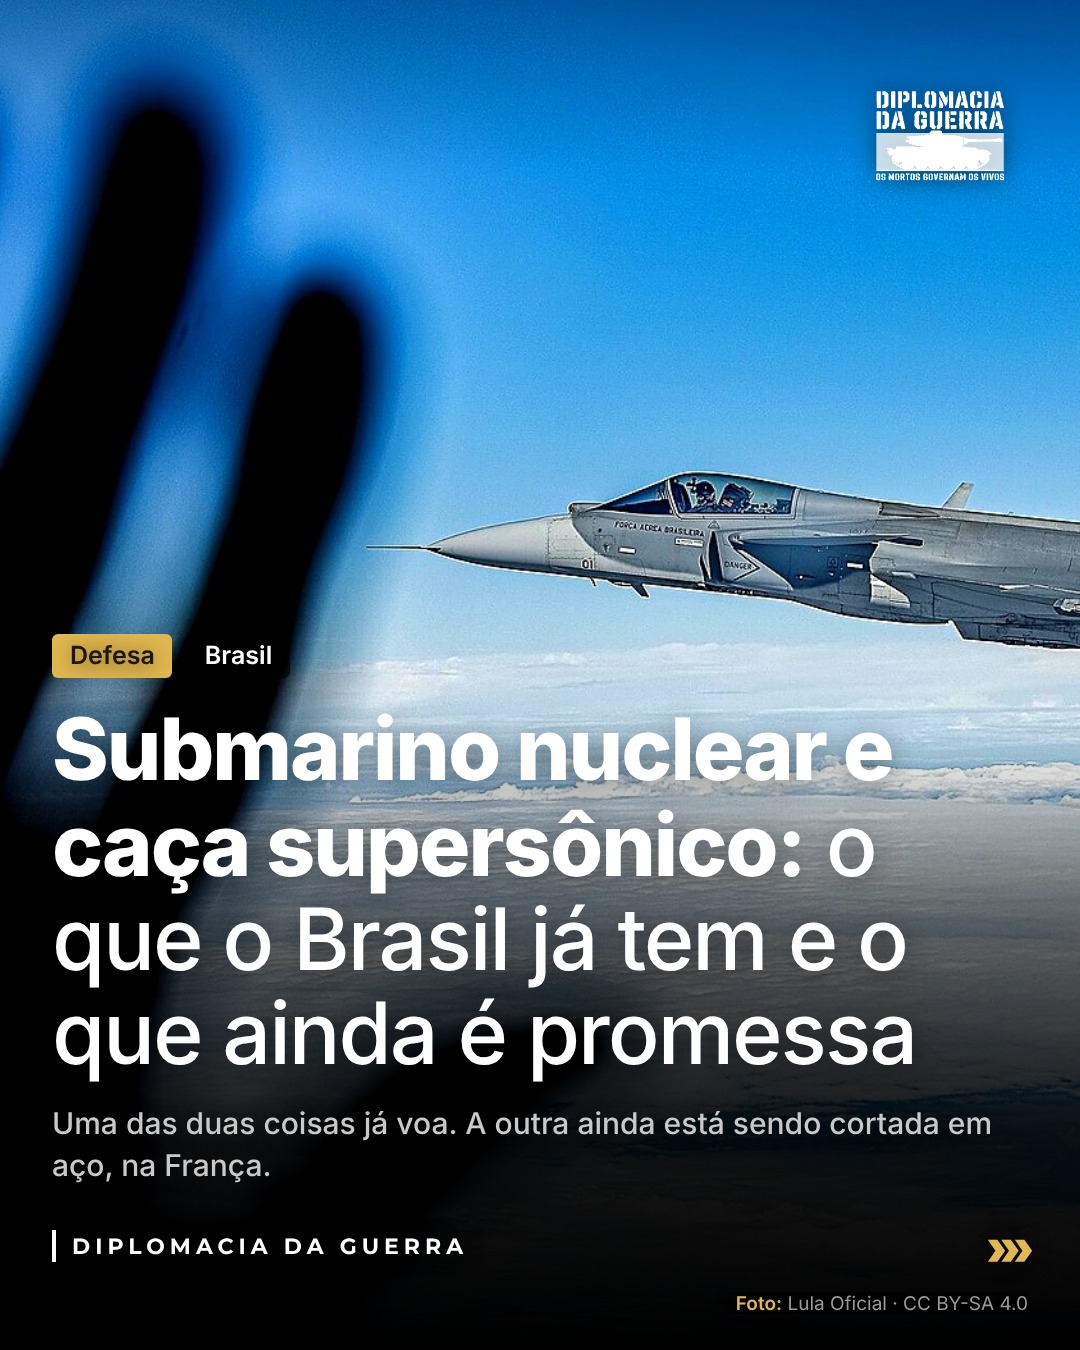 DIPLOMACIA
DA GUERRA
OS MORTOS GOVERNAM OS VIVOS
FORÇA AÉREA BRASILEIRA
DANGER
01
Defesa
Brasil
Submarino nuclear e
caça supersônico: o
que o Brasil já tem e o
que ainda é promessa
Uma das duas coisas já voa. A outra ainda está sendo cortada em
aço, na França.
DIPLOMACIA DA GUERRA
Foto: Lula Oficial · CC BY-SA 4.0